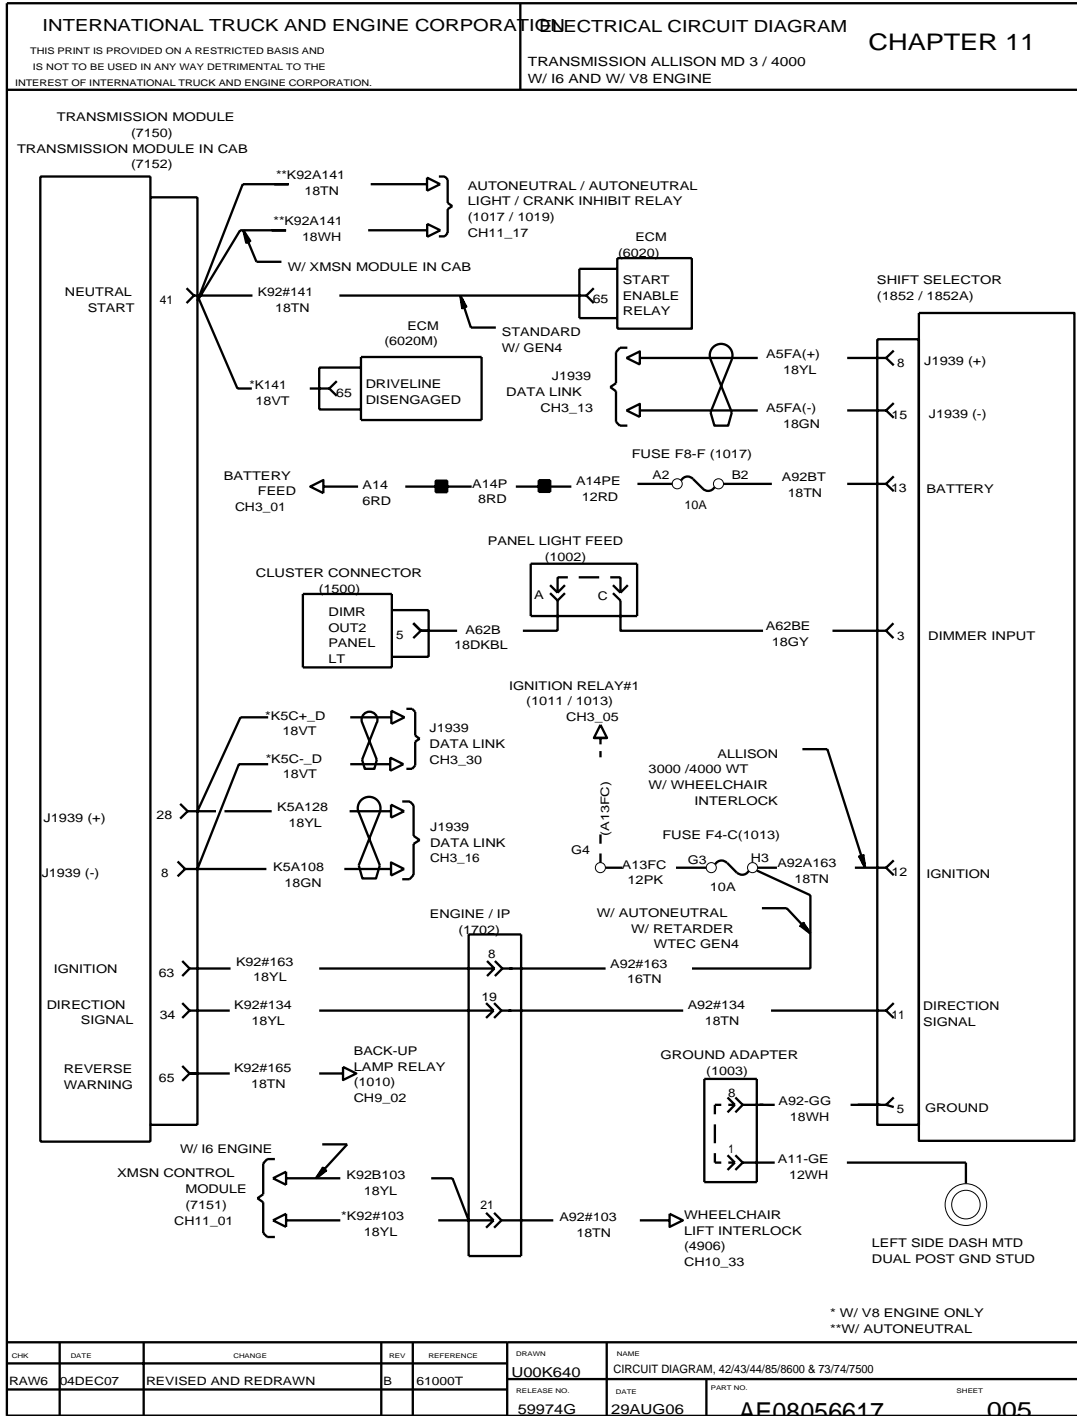 INTERNATIONAL TRUCK AND ENGINE CORPORATION
THIS PRINT IS PROVIDED ON A RESTRICTED BASIS AND
IS NOT TO BE USED IN ANY WAY DETRIMENTAL TO THE
INTEREST OF INTERNATIONAL TRUCK AND ENGINE CORPORATION.
ELECTRICAL CIRCUIT DIAGRAM
TRANSMISSION ALLISON MD 3 / 4000
W/ I6 AND W/ V8 ENGINE
CHAPTER 11
TRANSMISSION MODULE
(7150)
TRANSMISSION MODULE IN CAB
(7152)
**K92A141
18TN
**K92A141
18WH
AUTONEUTRAL / AUTONEUTRAL
LIGHT / CRANK INHIBIT RELAY
(1017 / 1019)
CH11_17
W/ XMSN MODULE IN CAB
NEUTRAL
START
41
K92#141
18TN
ECM
(6020)
65
START
ENABLE
RELAY
STANDARD
W/ GEN4
ECM
(6020M)
*K141
18VT
65
DRIVELINE
DISENGAGED
SHIFT SELECTOR
(1852 / 1852A)
J1939
DATA LINK
CH3_13
A5FA(+)
18YL
8
J1939 (+)
A5FA(-)
18GN
15
J1939 (-)
BATTERY
FEED
CH3_01
A14
6RD
A14P
8RD
A14PE
12RD
FUSE F8-F (1017)
A2
B2
10A
A92BT
18TN
13
BATTERY
PANEL LIGHT FEED
(1002)
A
C
CLUSTER CONNECTOR
(1500)
DIMR
OUT2
PANEL
LT
5
A62B
18DKBL
A62BE
18GY
3
DIMMER INPUT
IGNITION RELAY#1
(1011 / 1013)
CH3_05
(A13FC)
*K5C+_D
18VT
*K5C-_D
18VT
J1939
DATA LINK
CH3_30
ALLISON
3000 /4000 WT
W/ WHEELCHAIR
INTERLOCK
J1939 (+)
28
K5A128
18YL
J1939 (-)
8
K5A108
18GN
J1939
DATA LINK
CH3_16
G4
A13FC
12PK
FUSE F4-C(1013)
G3
H3
10A
A92A163
18TN
12
IGNITION
W/ AUTONEUTRAL
W/ RETARDER
WTEC GEN4
ENGINE / IP
(1702)
IGNITION
63
K92#163
18YL
8
A92#163
16TN
DIRECTION
SIGNAL
34
K92#134
18YL
19
A92#134
18TN
11
DIRECTION
SIGNAL
REVERSE
WARNING
65
K92#165
18TN
BACK-UP
LAMP RELAY
(1010)
CH9_02
GROUND ADAPTER
(1003)
8
A92-GG
18WH
5
GROUND
1
A11-GE
12WH
W/ I6 ENGINE
XMSN CONTROL
MODULE
(7151)
CH11_01
K92B103
18YL
*K92#103
18YL
21
A92#103
18TN
WHEELCHAIR
LIFT INTERLOCK
(4906)
CH10_33
LEFT SIDE DASH MTD
DUAL POST GND STUD
* W/ V8 ENGINE ONLY
**W/ AUTONEUTRAL
CHK DATE CHANGE REV REFERENCE
RAW6 04DEC07 REVISED AND REDRAWN B 61000T
DRAWN
U00K640
NAME
CIRCUIT DIAGRAM, 42/43/44/85/8600 & 73/74/7500
RELEASE NO.
59974G
DATE
29AUG06
PART NO.
AE08056617
SHEET
005